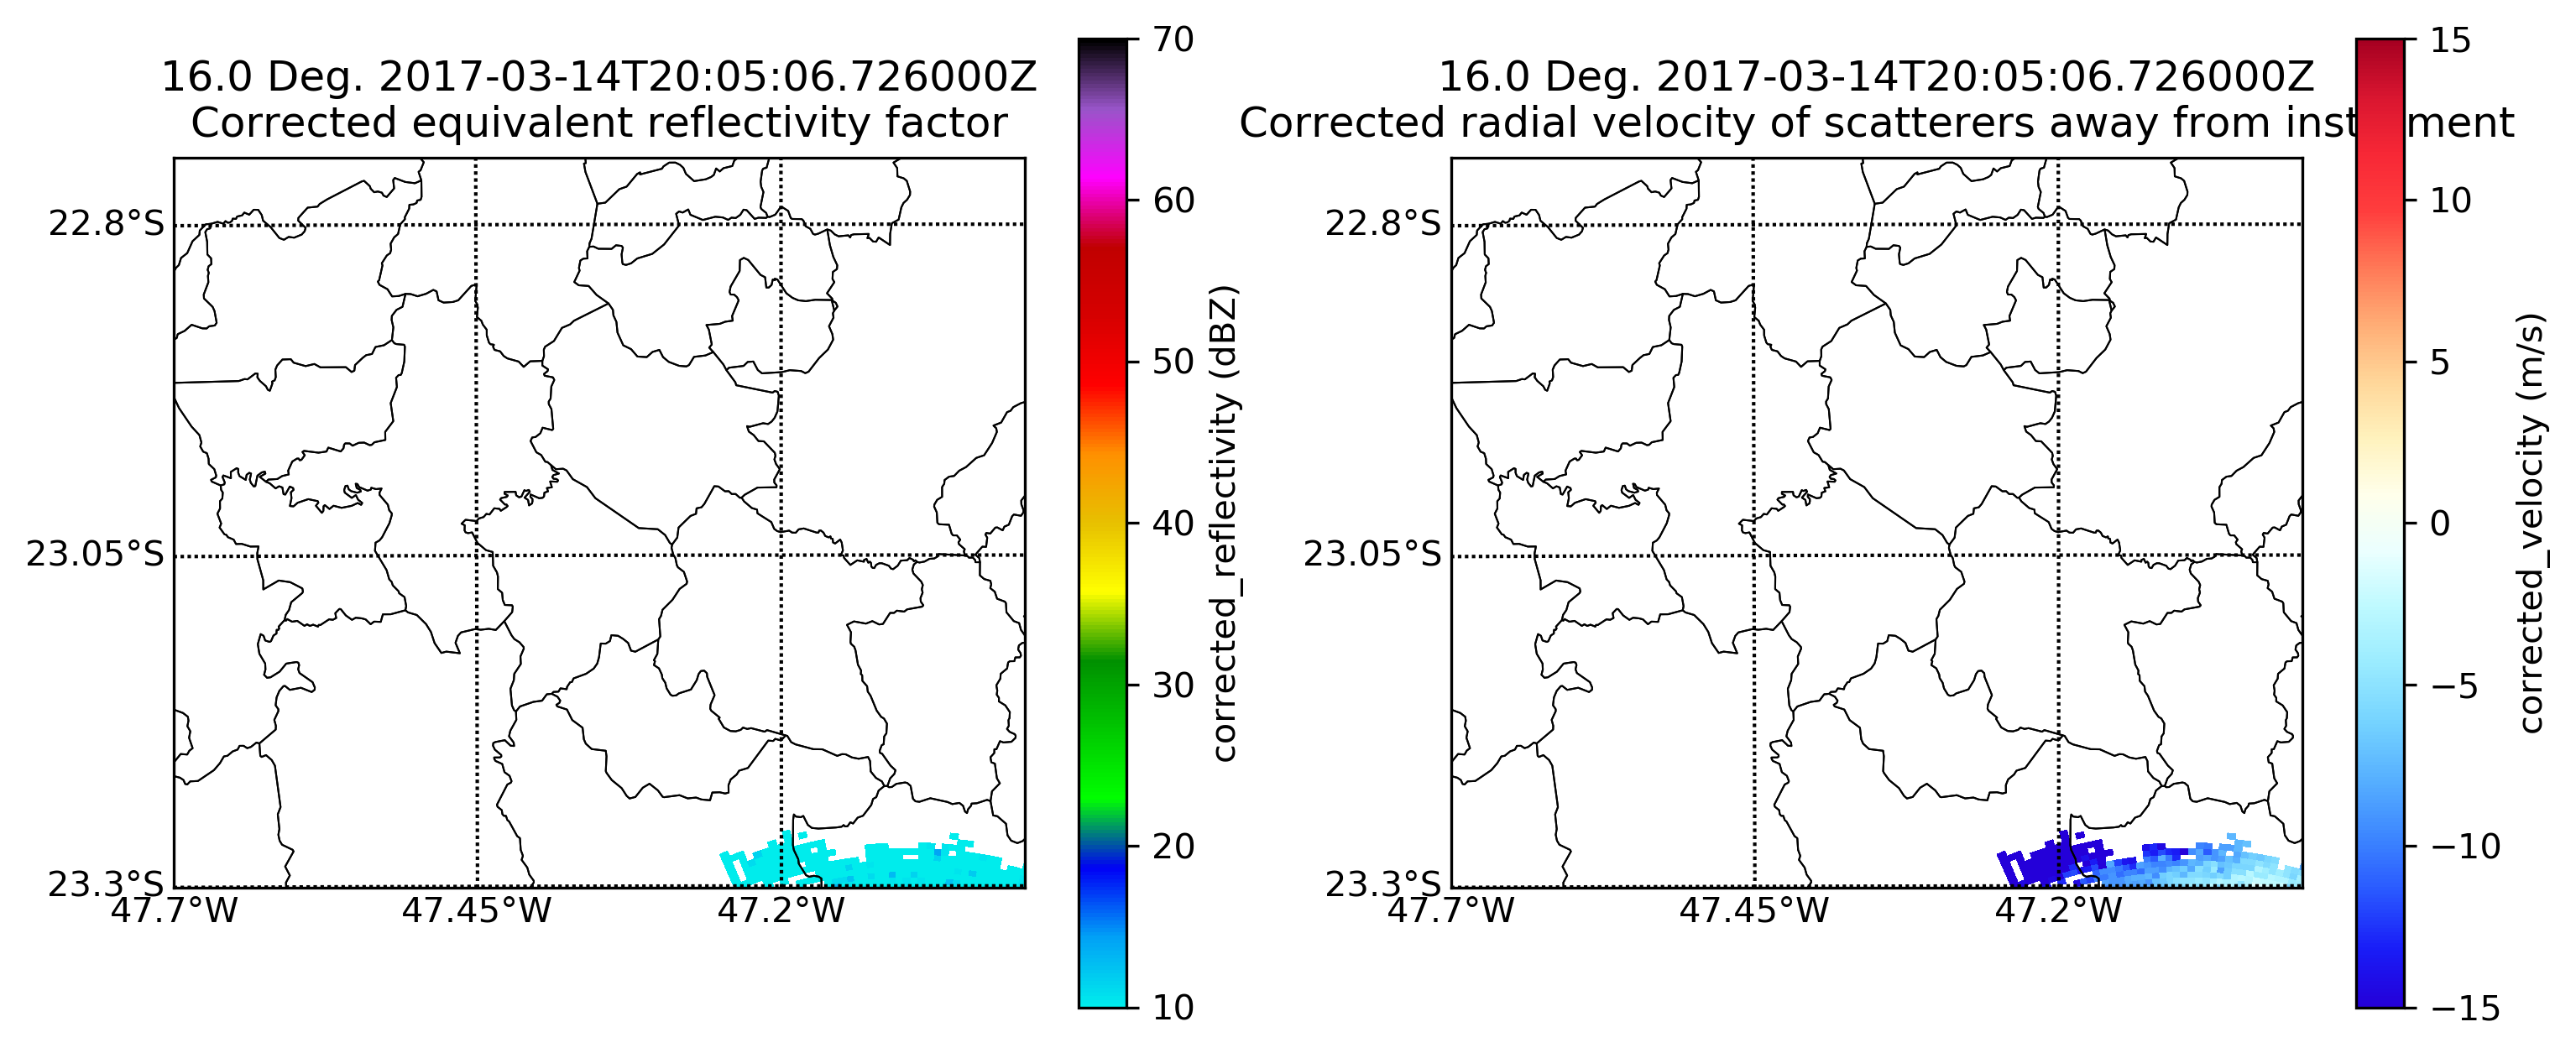 16.0 Deg. 2017-03-14T20:05:06.726000Z
Corrected equivalent reflectivity factor
22.8°S
23.05°S
23.3°S
47.7°W
47.45°W
47.2°W
70
60
50
40
30
20
10
corrected_reflectivity (dBZ)
16.0 Deg. 2017-03-14T20:05:06.726000Z
Corrected radial velocity of scatterers away from inst ment
22.8°S
23.05°S
23.3°S
47.7°W
47.45°W
47.2°W
15
10
5
0
−5
−10
−15
corrected_velocity (m/s)